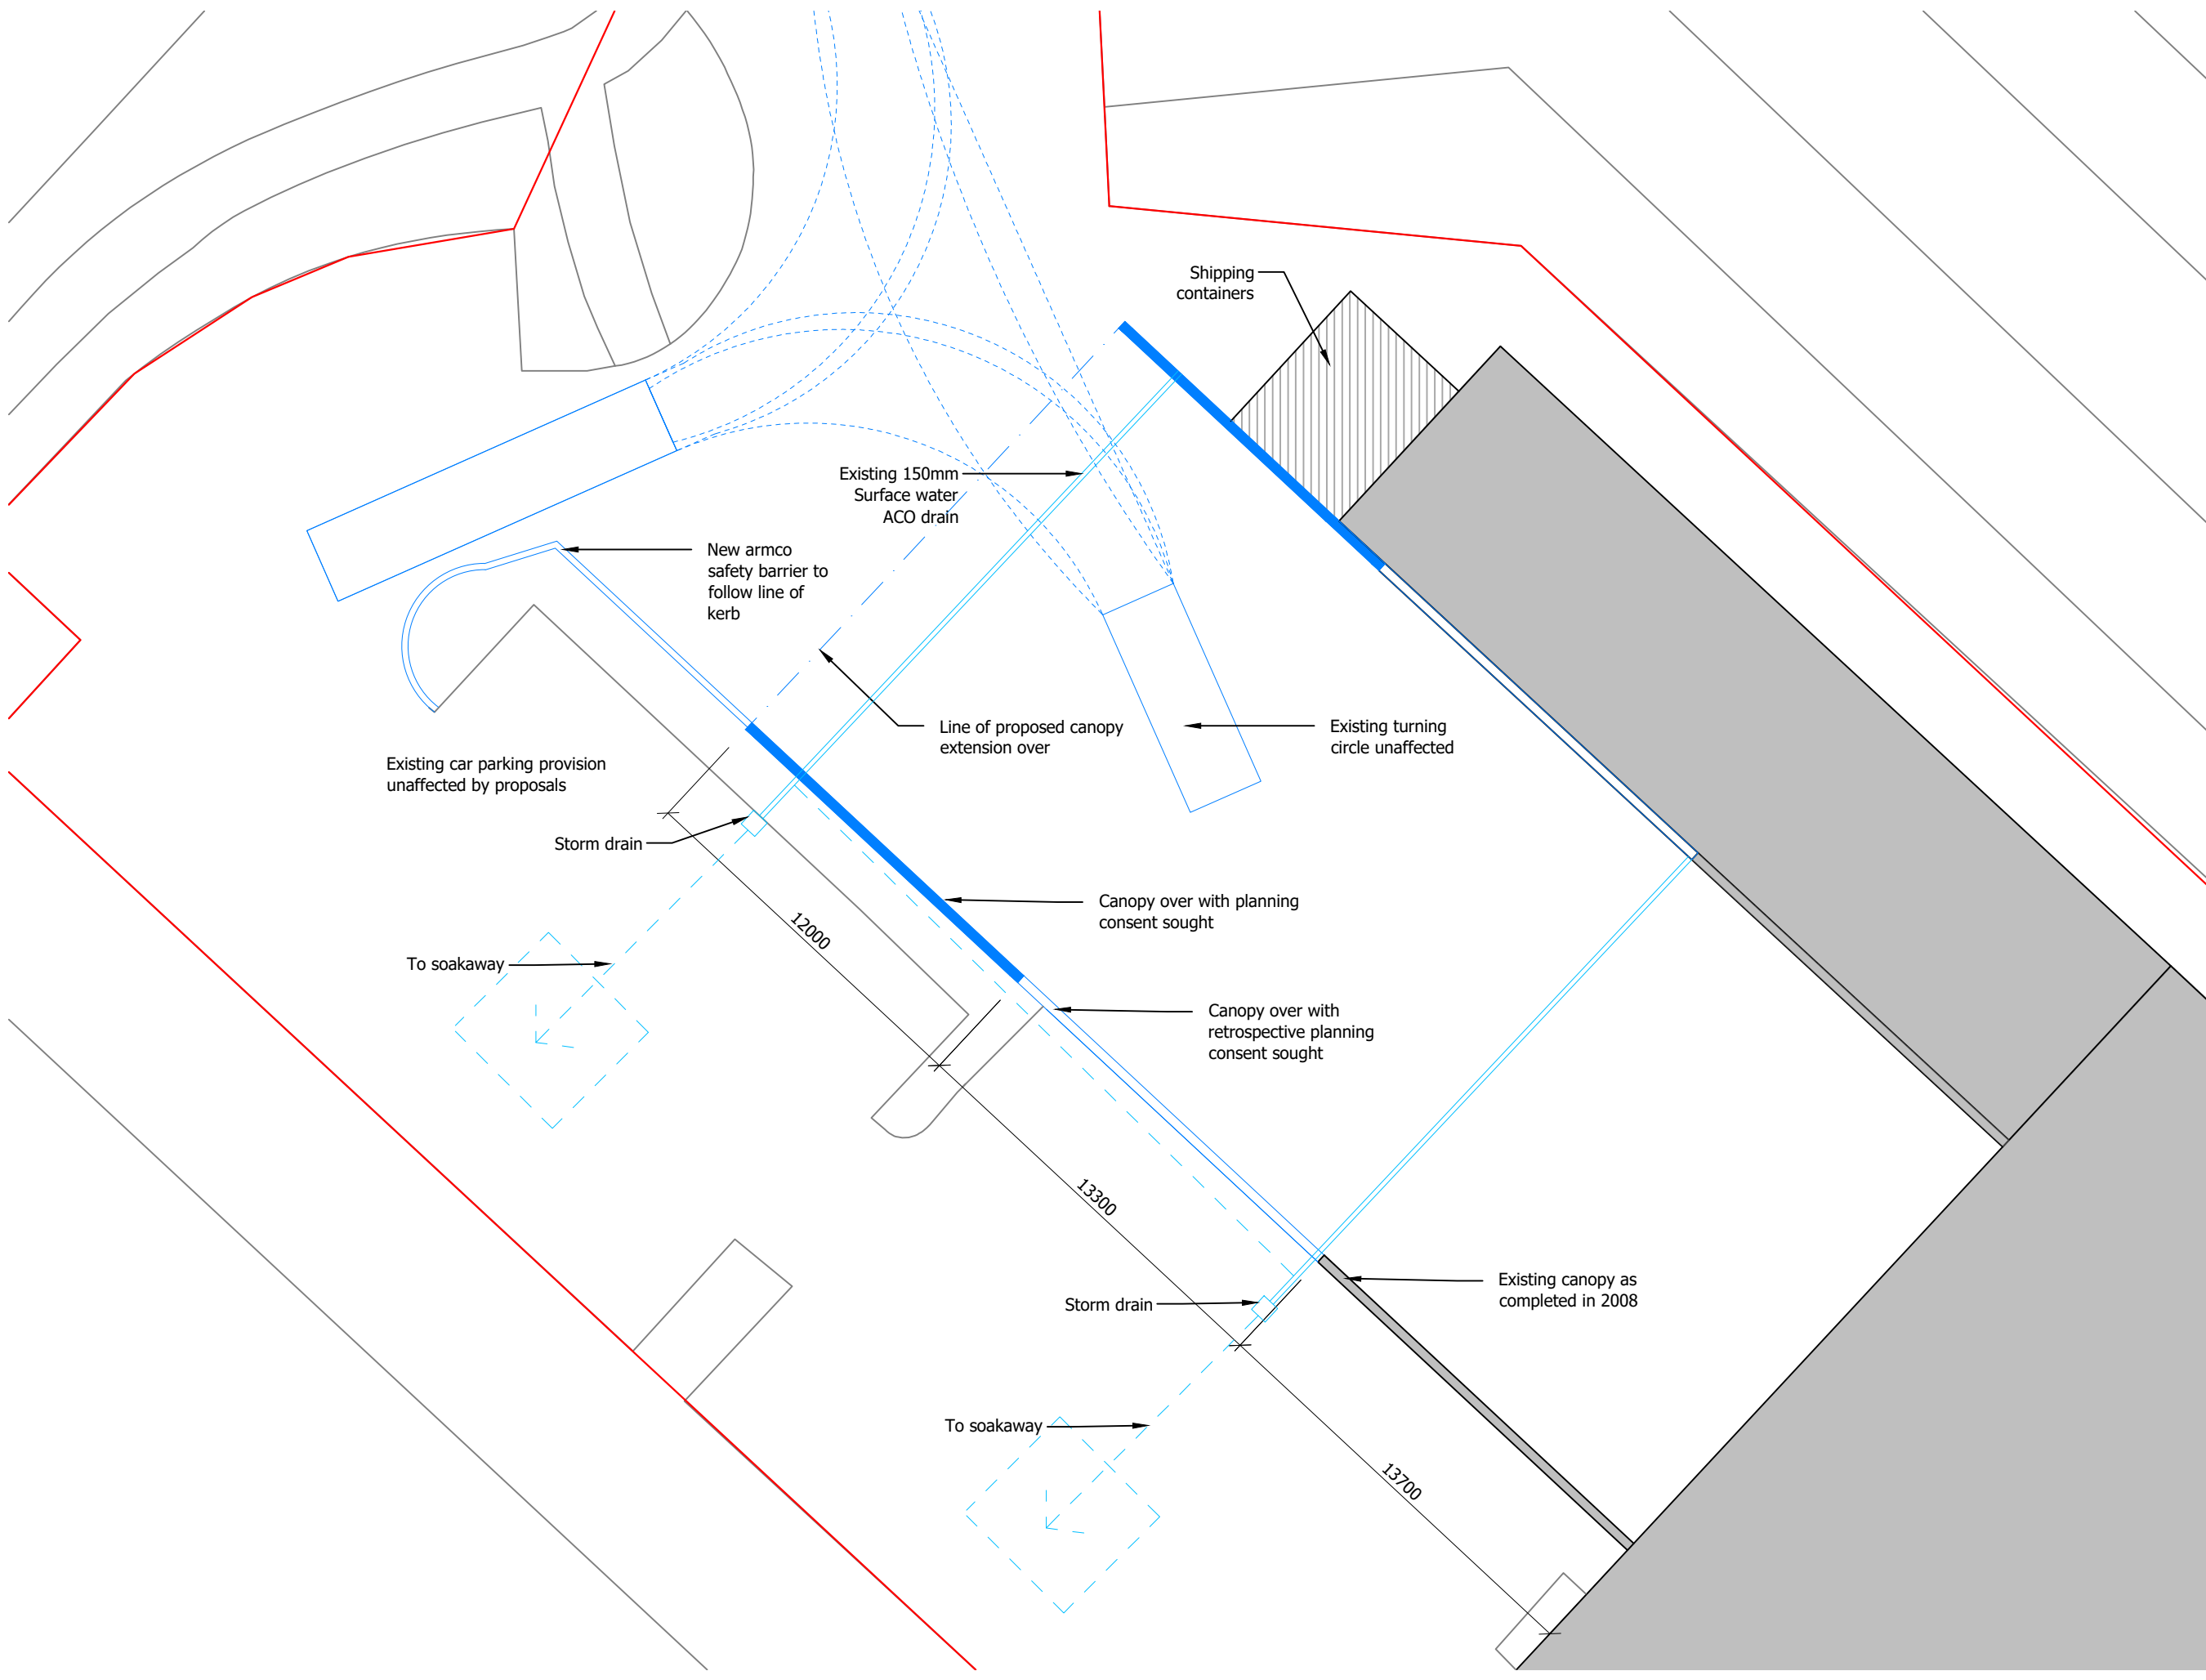 Shipping
containers
Existing 150mm
Surface water
ACO drain
New armco
safety barrier to
follow line of
kerb
Line of proposed canopy
extension over
Existing turning
circle unaffected
Existing car parking provision
unaffected by proposals
Storm drain
Canopy over with planning
consent sought
12000
To soakaway
Canopy over with
retrospective planning
consent sought
13300
Existing canopy as
completed in 2008
Storm drain
To soakaway
13700